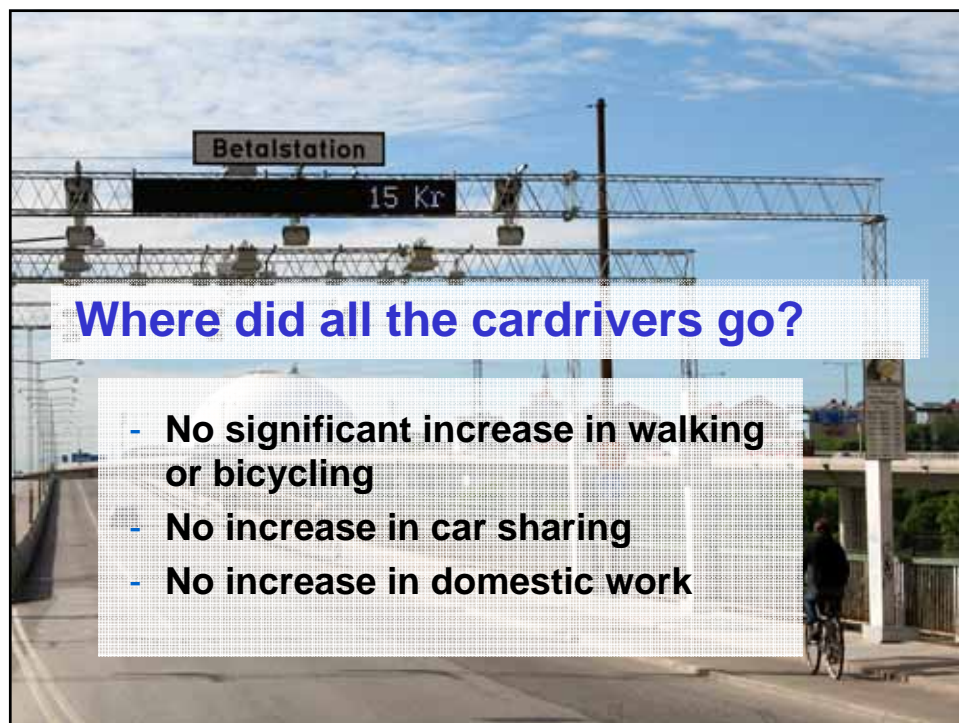 Betalstation
15 Kr
Where did all the cardrivers go?
- No significant increase in walking
or bicycling
- No increase in car sharing
- No increase in domestic work